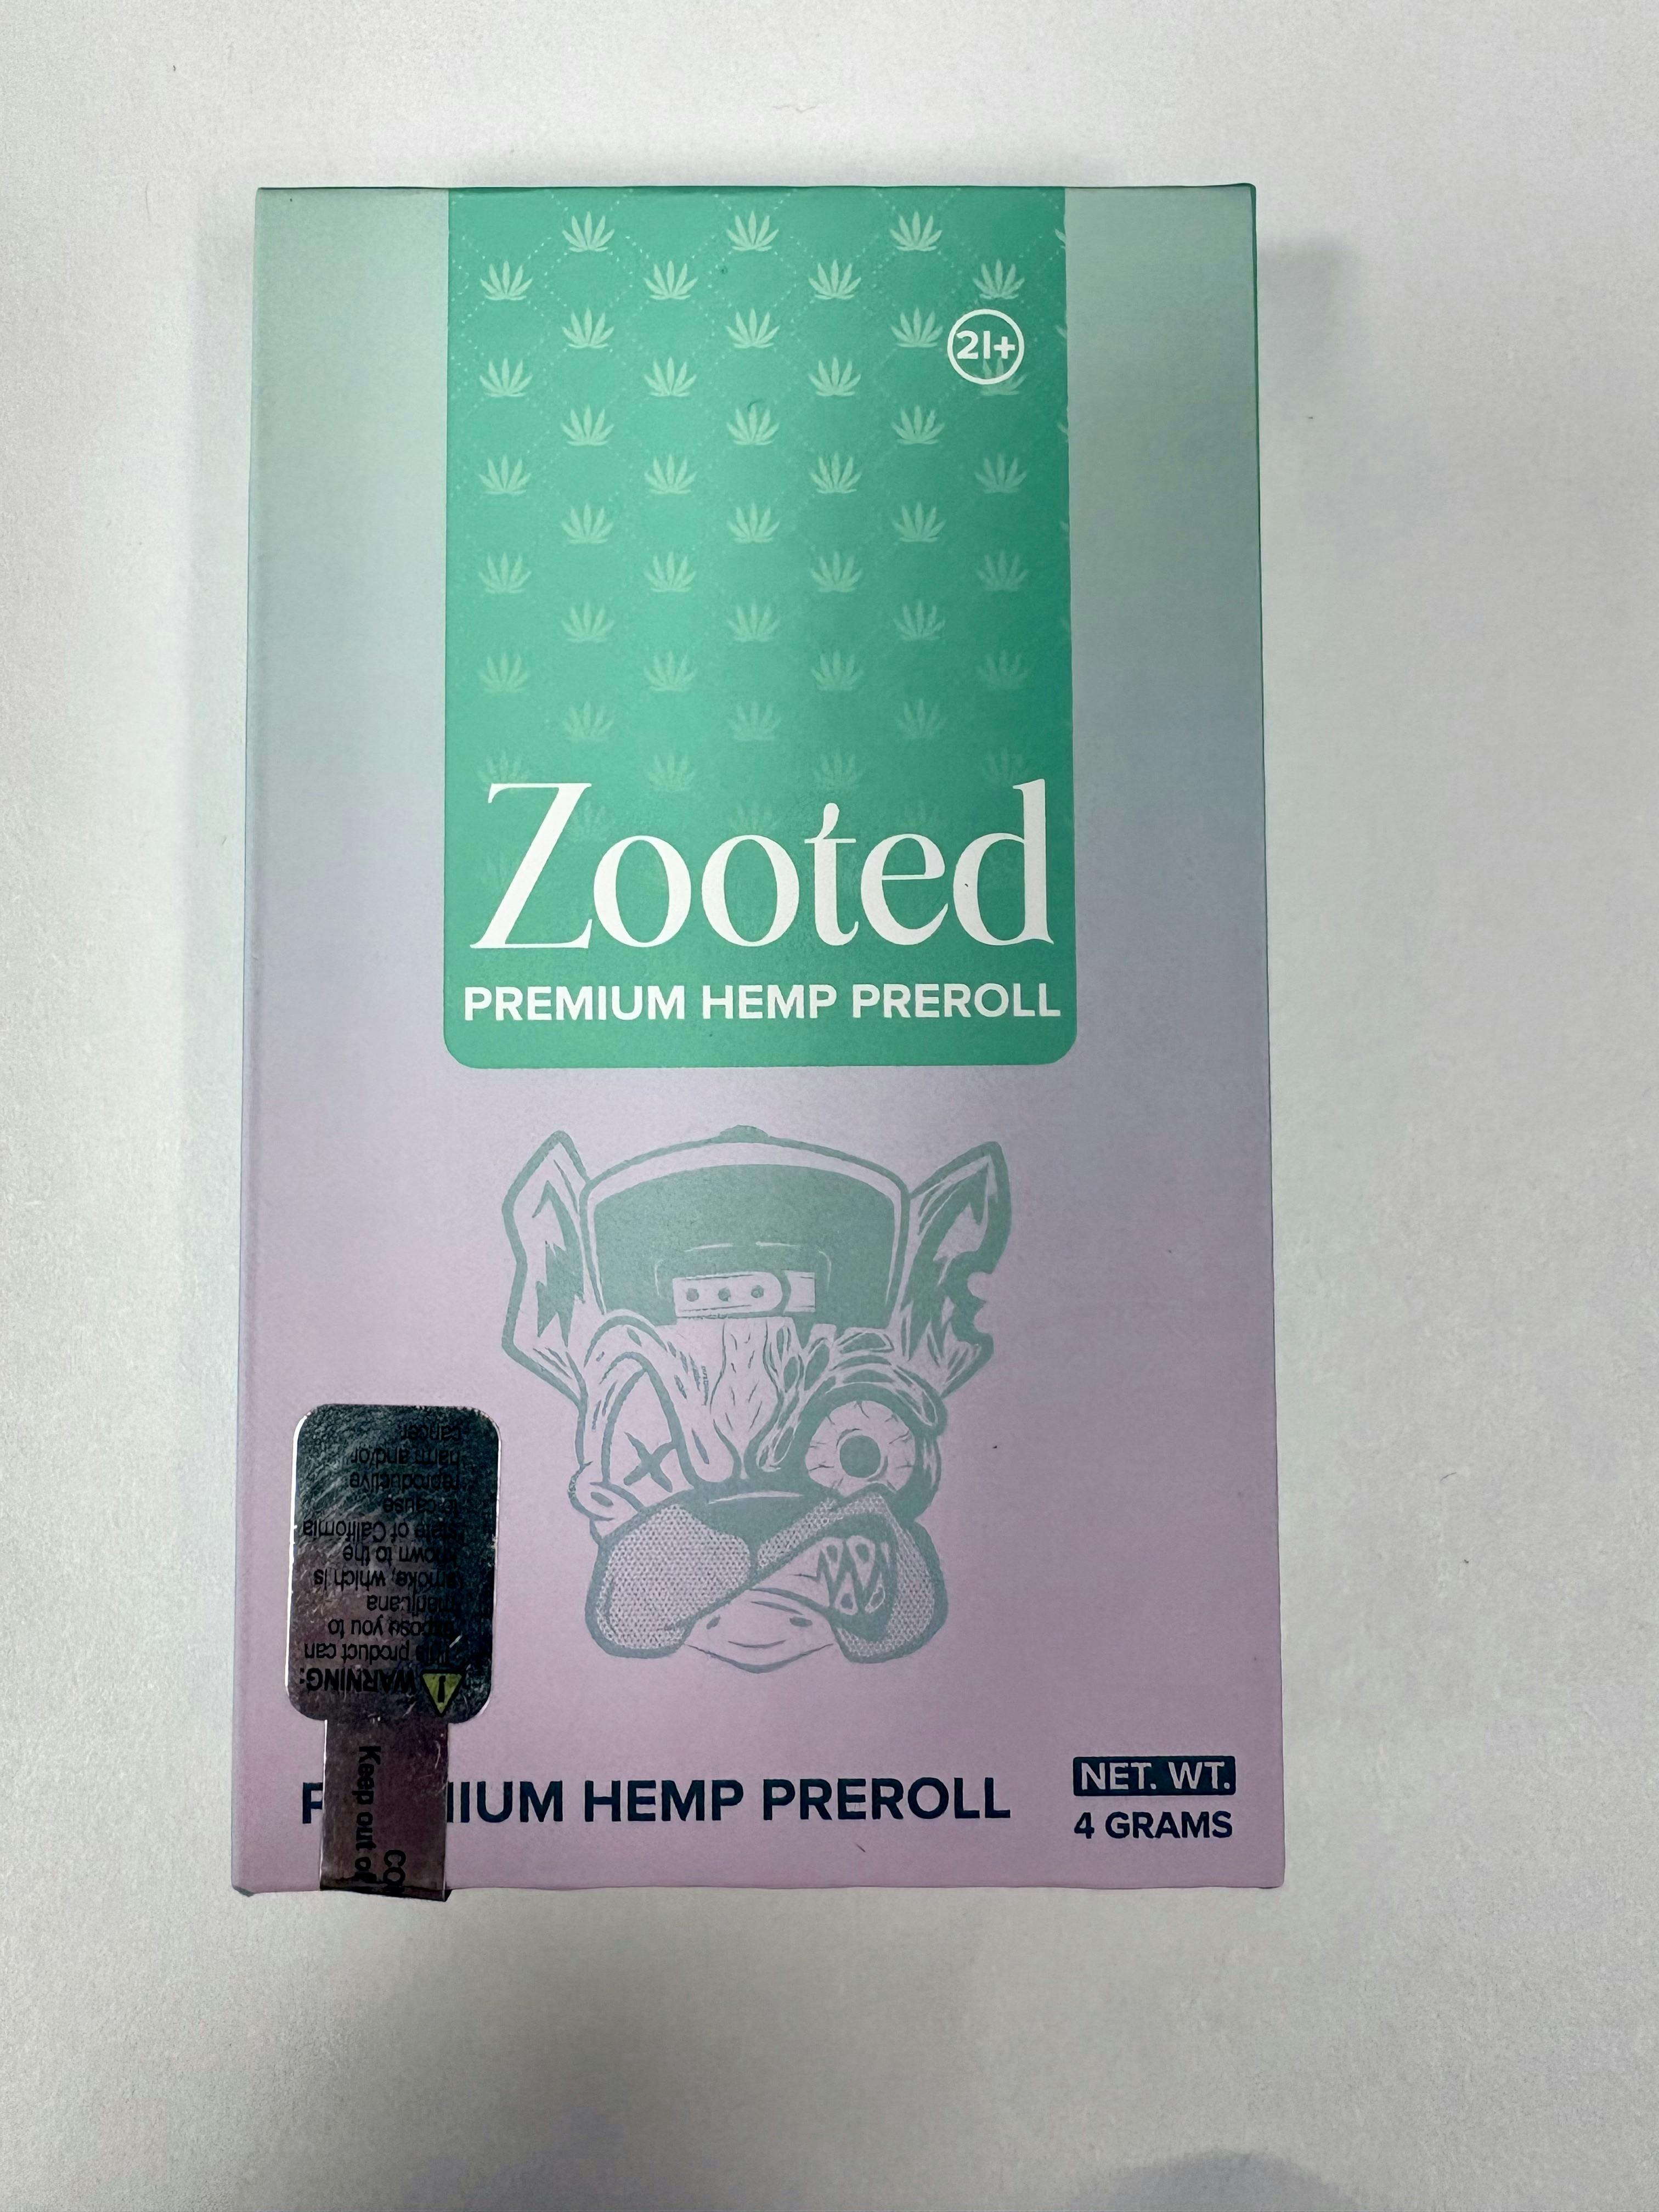 21+
Zooted
PREMIUM HEMP PREROLL
WARNING:
This product can
expose you to
marijuana
smoke, which is
known to the
State of California
to cause
reproductive
harm and/or
cancer.
Keep out of
IUM HEMP PREROLL
NET. WT.
4 GRAMS